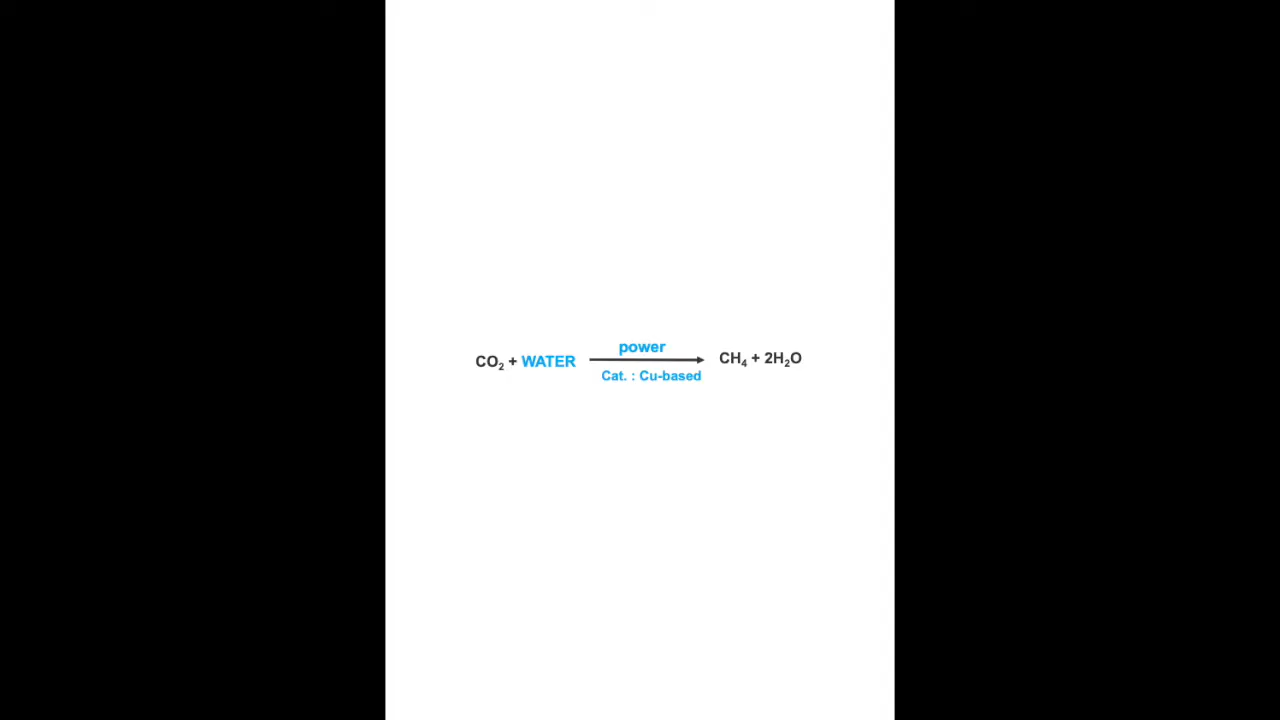 power
CO₂ + WATER CH₄ + 2H₂O
Cat. : Cu-based